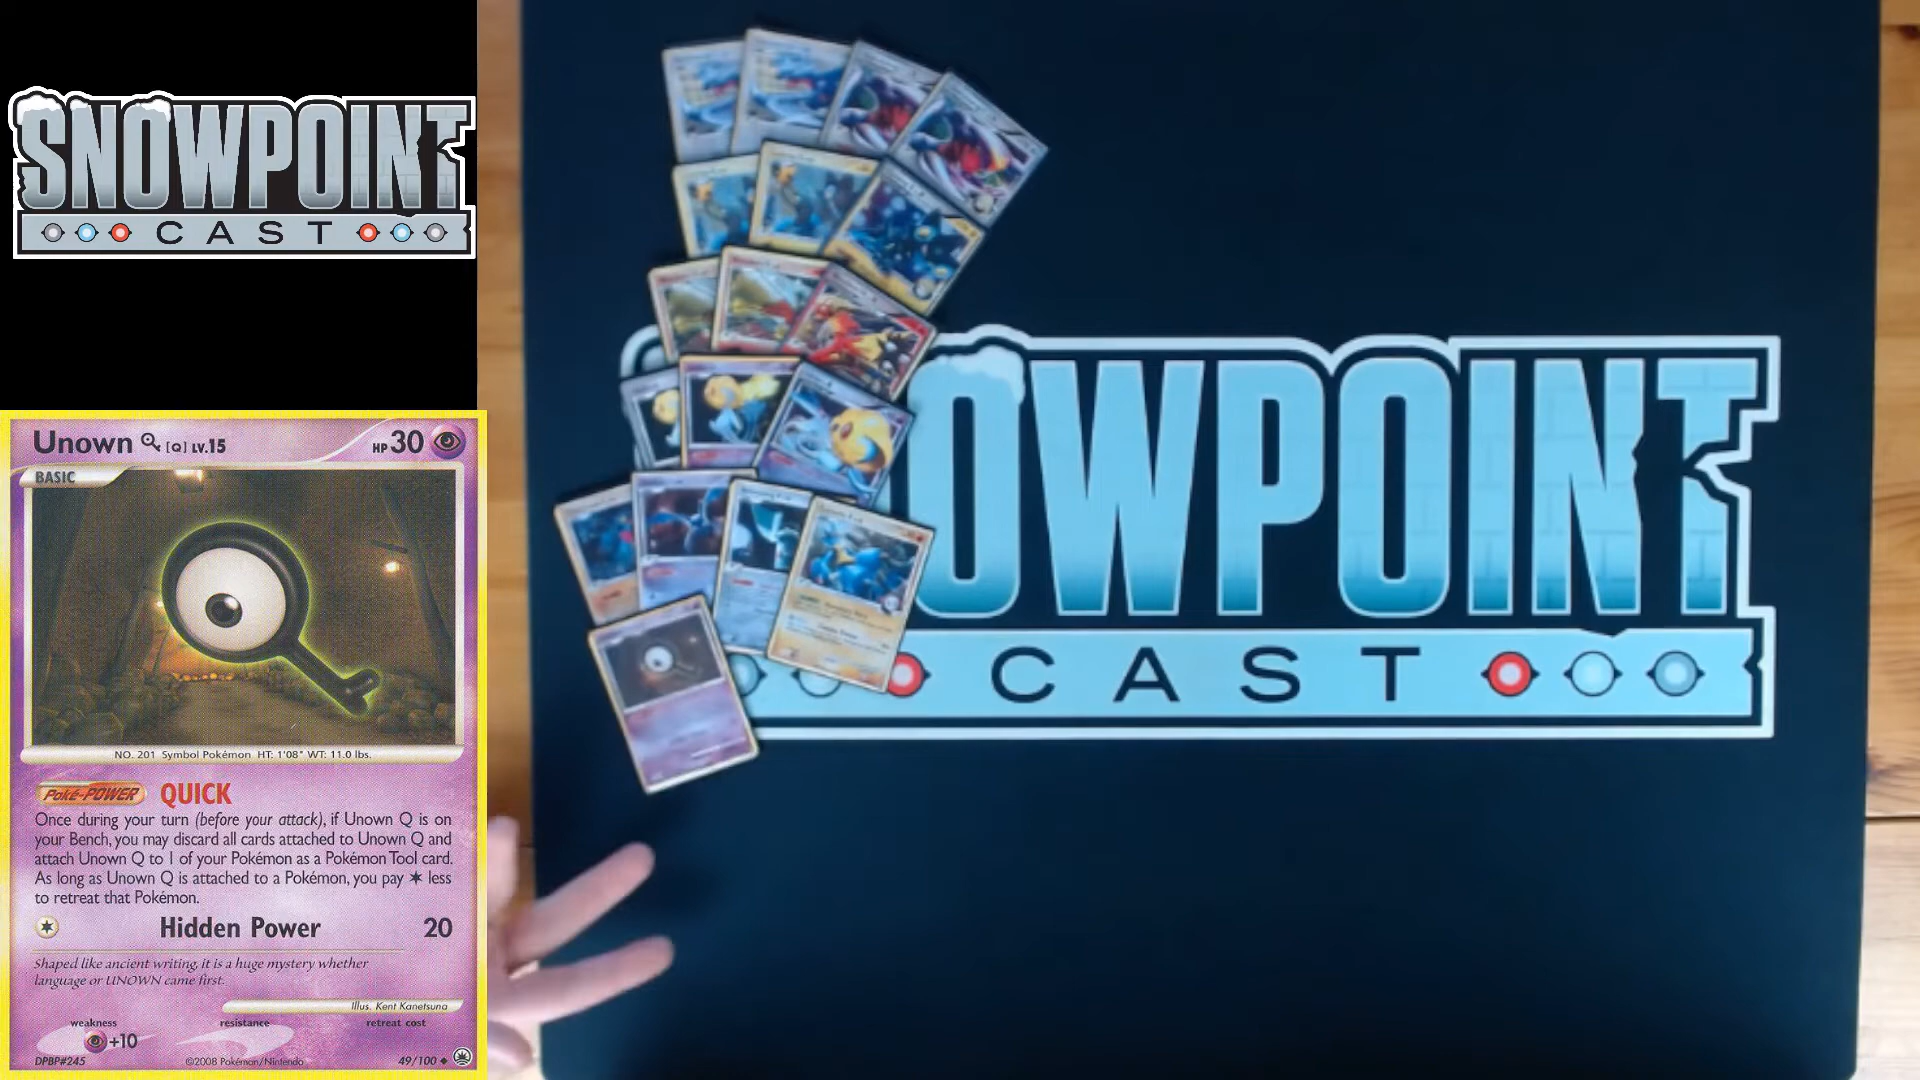 SNOWPOINT
CAST
Unown [Q] LV.15 HP 30
BASIC
NO. 201 Symbol Pokémon HT: 1'08" WT: 11.0 lbs.
Poké-POWER QUICK
Once during your turn (before your attack), if Unown Q is on
your Bench, you may discard all cards attached to Unown Q and
attach Unown Q to 1 of your Pokémon as a Pokémon Tool card.
As long as Unown Q is attached to a Pokémon, you pay ✶ less
to retreat that Pokémon.
Hidden Power 20
Shaped like ancient writing, it is a huge mystery whether
language or UNOWN came first.
Illus. Kent Kanetsuna
weakness resistance retreat cost
+10
DPBP#245 ©2008 Pokémon/Nintendo 49/100
OWPOINT
CAST